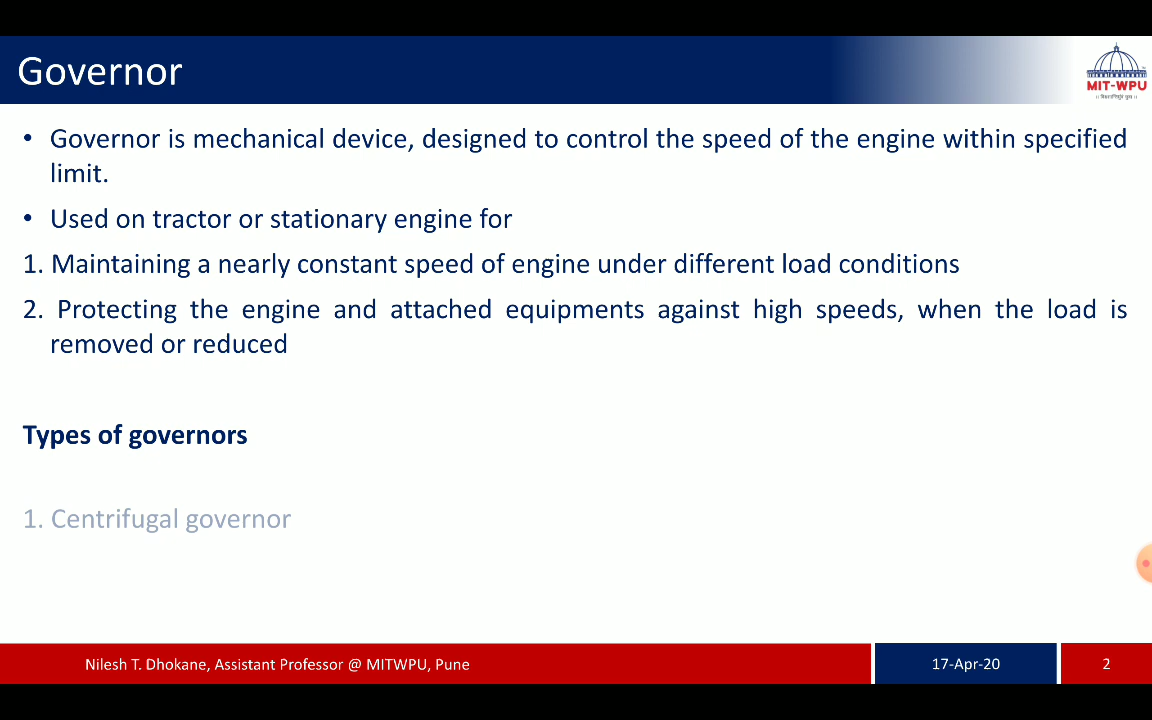 Governor
MIT-WPU
• Governor is mechanical device, designed to control the speed of the engine within specified
limit.
• Used on tractor or stationary engine for
1. Maintaining a nearly constant speed of engine under different load conditions
2. Protecting the engine and attached equipments against high speeds, when the load is
removed or reduced
Types of governors
1. Centrifugal governor
Nilesh T. Dhokane, Assistant Professor @ MITWPU, Pune
17-Apr-20
2